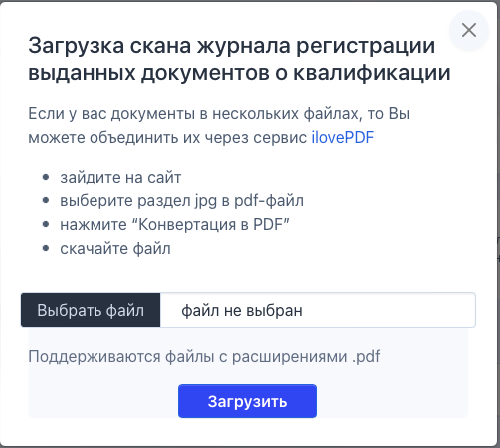 Загрузка скана журнала регистрации
выданных документов о квалификации
Если у вас документы в нескольких файлах, то Вы
можете объединить их через сервис ilovePDF
• зайдите на сайт
• выберите раздел jpg в pdf-файл
• нажмите “Конвертация в PDF”
• скачайте файл
Выбрать файл файл не выбран
Поддерживаются файлы с расширениями .pdf
Загрузить